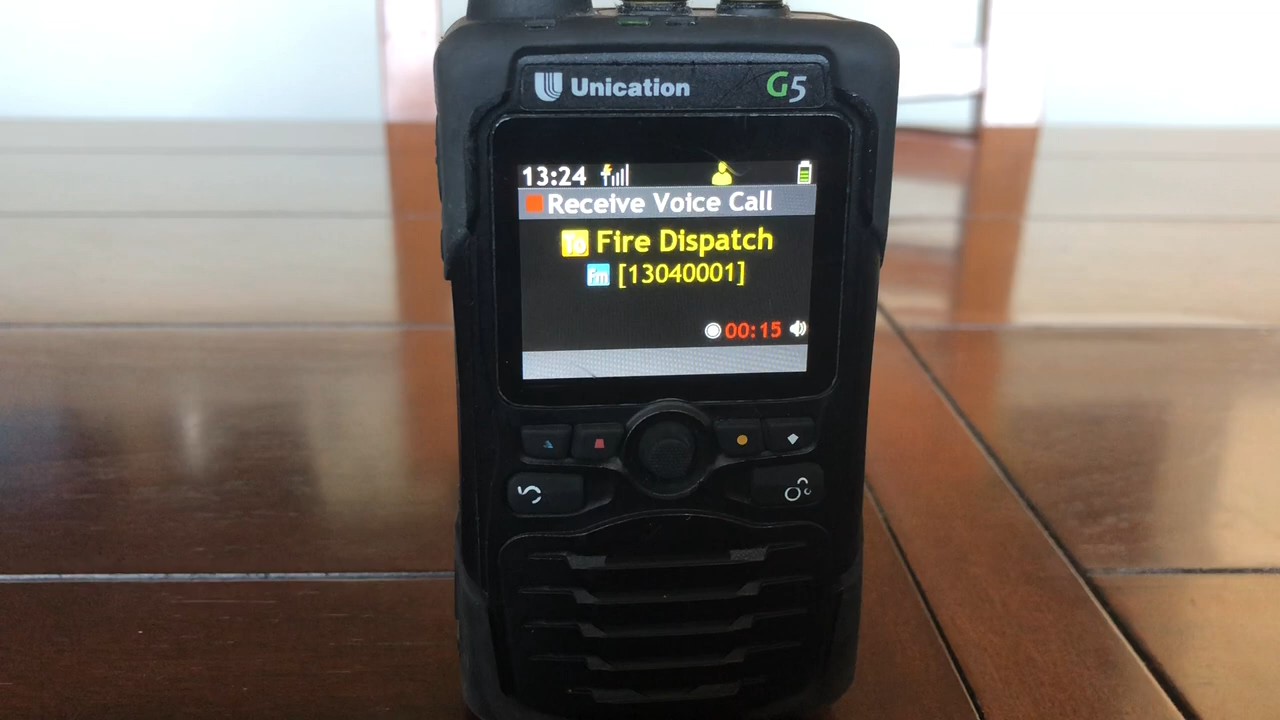 Unication G5
13:24
Receive Voice Call
To Fire Dispatch
Fm [13040001]
00:15